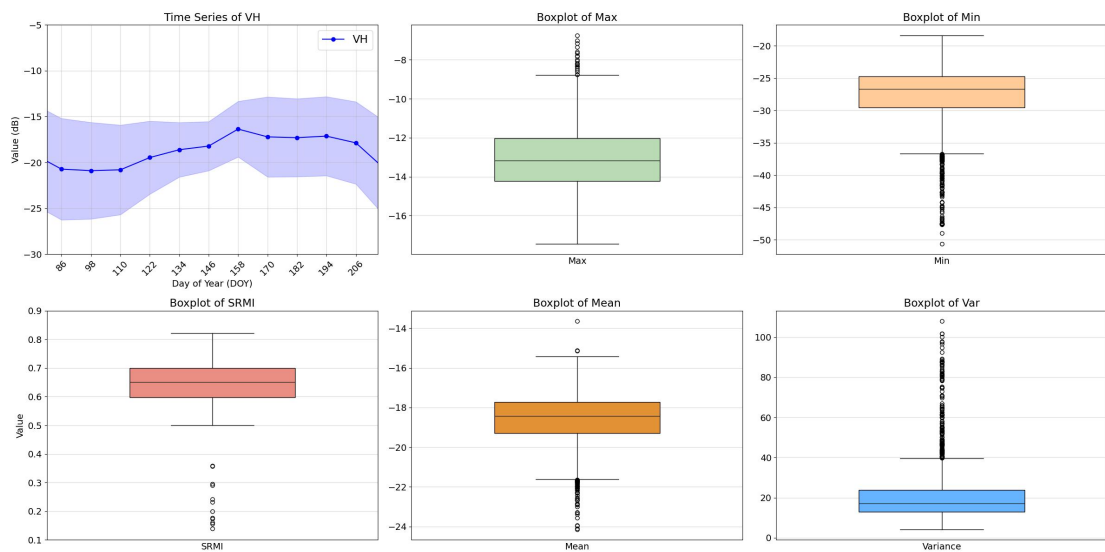 Time Series of VH
−5
−10
−15
−20
−25
−30
Value (dB)
VH
86 98 110 122 134 146 158 170 182 194 206
Day of Year (DOY)
Boxplot of Max
−8
−10
−12
−14
−16
Max
Boxplot of Min
−20
−25
−30
−35
−40
−45
−50
Min
Boxplot of SRMI
0.9
0.8
0.7
0.6
0.5
0.4
0.3
0.2
0.1
Value
SRMI
Boxplot of Mean
−14
−16
−18
−20
−22
−24
Mean
Boxplot of Var
100
80
60
40
20
0
Variance